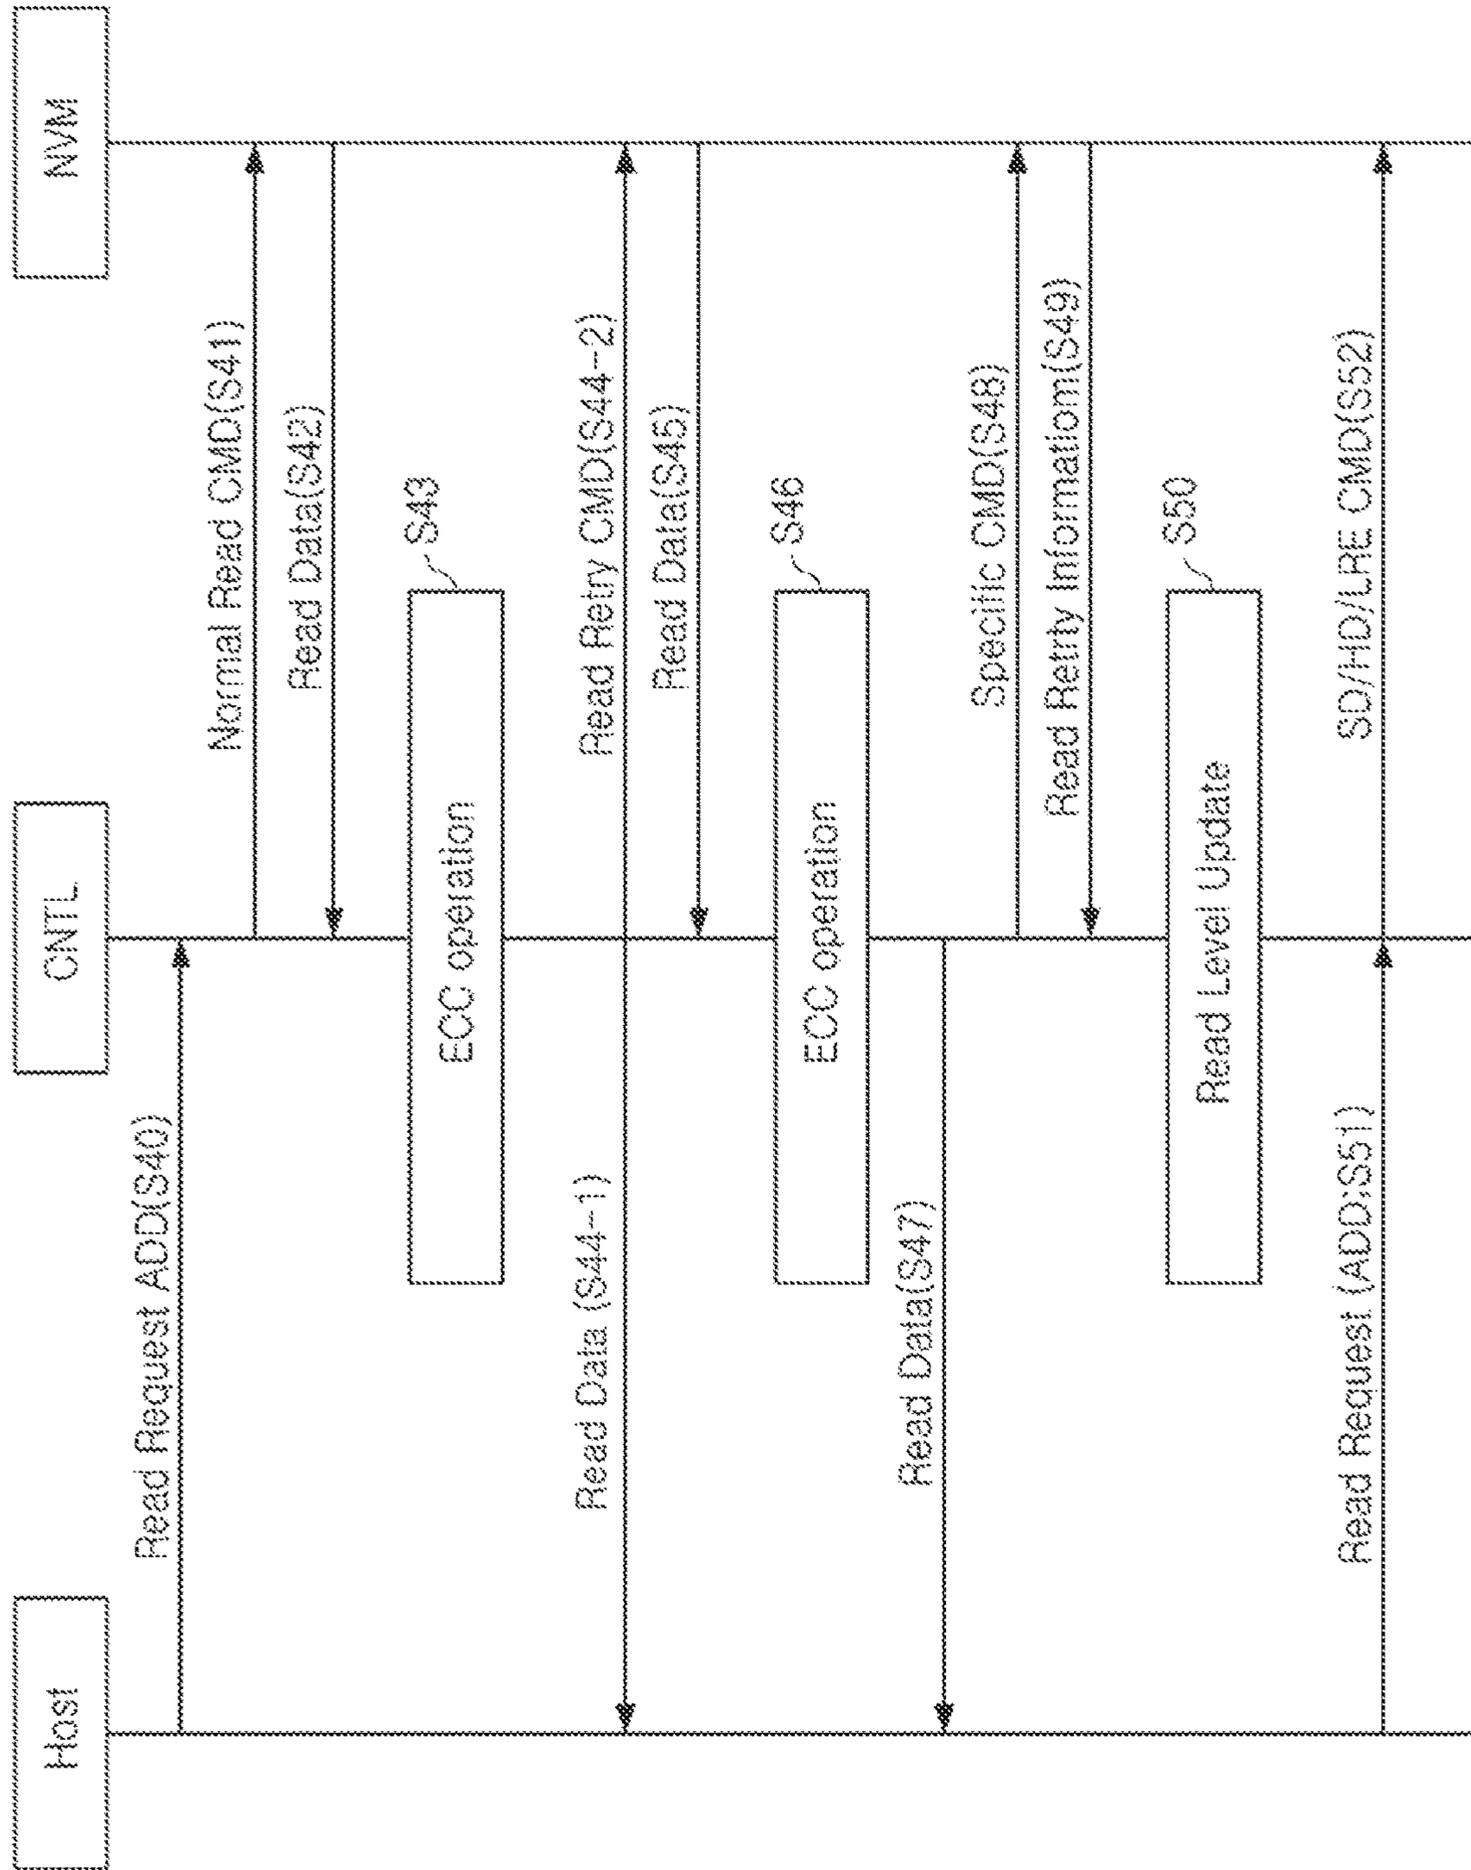 Host
CNTL
NVM
Read Request ADD(S40)
Normal Read CMD(S41)
Read Data(S42)
ECC operation
S43
Read Data (S44-1)
Read Retry CMD(S44-2)
Read Data(S45)
ECC operation
S46
Read Data(S47)
Specific CMD(S48)
Read Retrity Informatiom(S49)
Read Level Update
S50
Read Request (ADD;S51)
SD/HD/LRE CMD(S52)